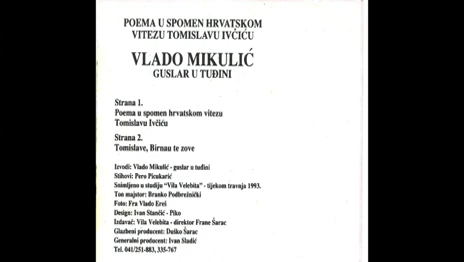 POEMA U SPOMEN HRVATSKOM
VITEZU TOMISLAVU IVČIĆU
VLADO MIKULIĆ
GUSLAR U TUĐINI
Strana 1.
Poema u spomen hrvatskom vitezu
Tomislavu Ivčiću
Strana 2.
Tomislave, Birnau te zove
Izvodi: Vlado Mikulić - guslar u tuđini
Stihovi: Pero Picukarić
Snimljeno u studiju "Vila Velebita" - tijekom travnja 1993.
Ton majstor: Branko Podbrežnički
Foto: Fra Vlado Ereš
Design: Ivan Stančić - Piko
Izdavač: Vila Velebita - direktor Frane Šarac
Glazbeni producent: Duško Šarac
Generalni producent: Ivan Sladić
Tel. 041/251-883, 335-767